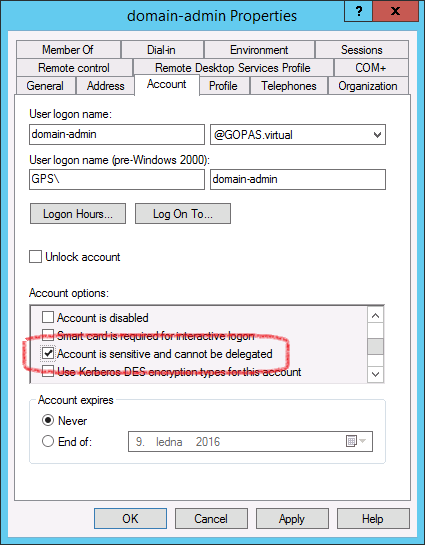 domain-admin Properties
?
Member Of Dial-in Environment Sessions
Remote control Remote Desktop Services Profile COM+
General Address Account Profile Telephones Organization
User logon name:
domain-admin @GOPAS.virtual
User logon name (pre-Windows 2000):
GPS\ domain-admin
Logon Hours... Log On To...
Unlock account
Account options:
Account is disabled
Smart card is required for interactive logon
Account is sensitive and cannot be delegated
Use Kerberos DES encryption types for this account
Account expires
Never
End of: 9. ledna 2016
OK Cancel Apply Help